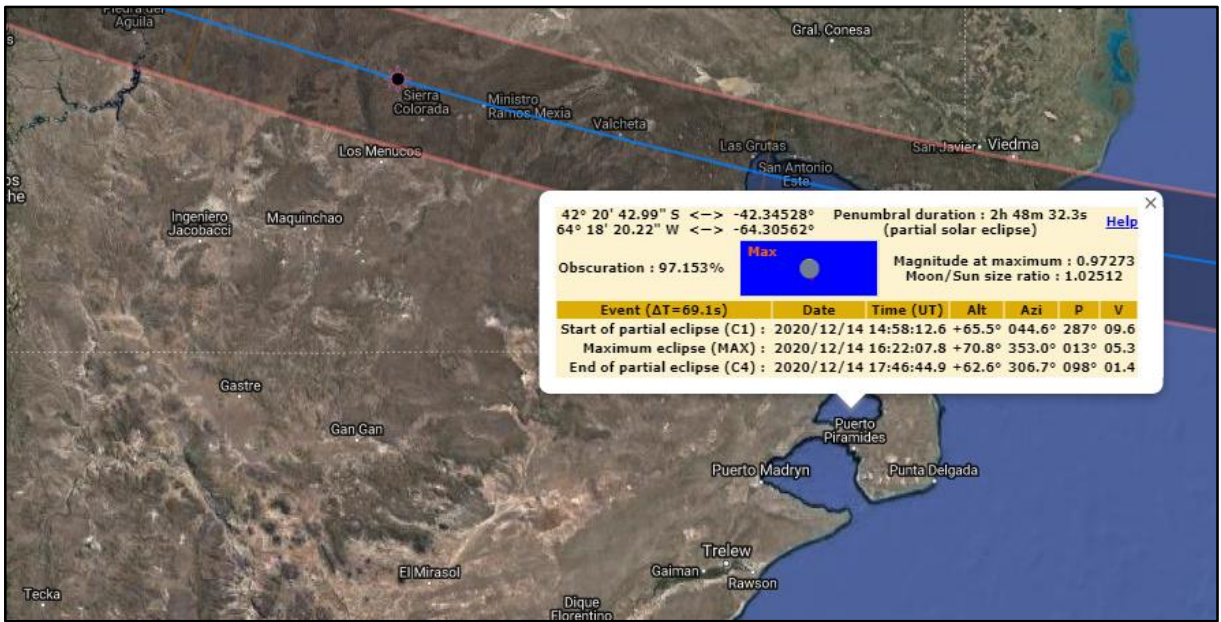 Piedra del
Aguila
Gral. Conesa
Sierra
Colorada
Ministro
Ramos Mexia
Valcheta
Los Menucos
Las Grutas
San Antonio
Este
San Javier
Viedma
he
Ingeniero
Jacobacci
Maquinchao
42° 20' 42.99" S <—> -42.34528°
64° 18' 20.22" W <—> -64.30562°
Penumbral duration : 2h 48m 32.3s
(partial solar eclipse)
Help
Obscuration : 97.153%
Max
Magnitude at maximum : 0.97273
Moon/Sun size ratio : 1.02512
Event (ΔT=69.1s) Date Time (UT) Alt Azi P V
Start of partial eclipse (C1) : 2020/12/14 14:58:12.6 +65.5° 044.6° 287° 09.6
Maximum eclipse (MAX) : 2020/12/14 16:22:07.8 +70.8° 353.0° 013° 05.3
End of partial eclipse (C4) : 2020/12/14 17:46:44.9 +62.6° 306.7° 098° 01.4
Gastre
Gan Gan
Puerto
Piramides
Puerto Madryn
Punta Delgada
Trelew
El Mirasol
Gaiman
Rawson
Tecka
Dique
Florentino